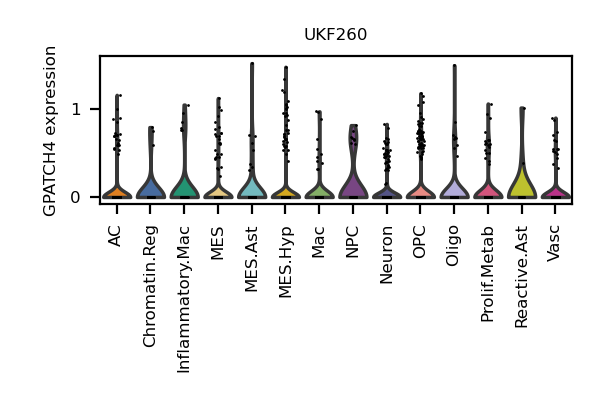 UKF260
GPATCH4 expression
1
0
AC
Chromatin.Reg
Inflammatory.Mac
MES
MES.Ast
MES.Hyp
Mac
NPC
Neuron
OPC
Oligo
Prolif.Metab
Reactive.Ast
Vasc